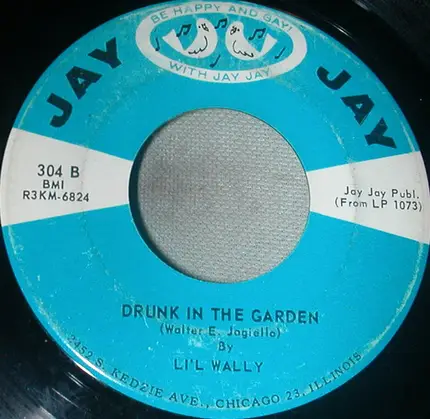 BE HAPPY AND GAY!
WITH JAY JAY
JAY JAY
304 B
BMI
R3KM-6824
Jay Jay Publ.
(From LP 1073)
DRUNK IN THE GARDEN
(Walter E. Jagiello)
By
LI'L WALLY
2452 S. KEDZIE AVE., CHICAGO 23, ILLINOIS